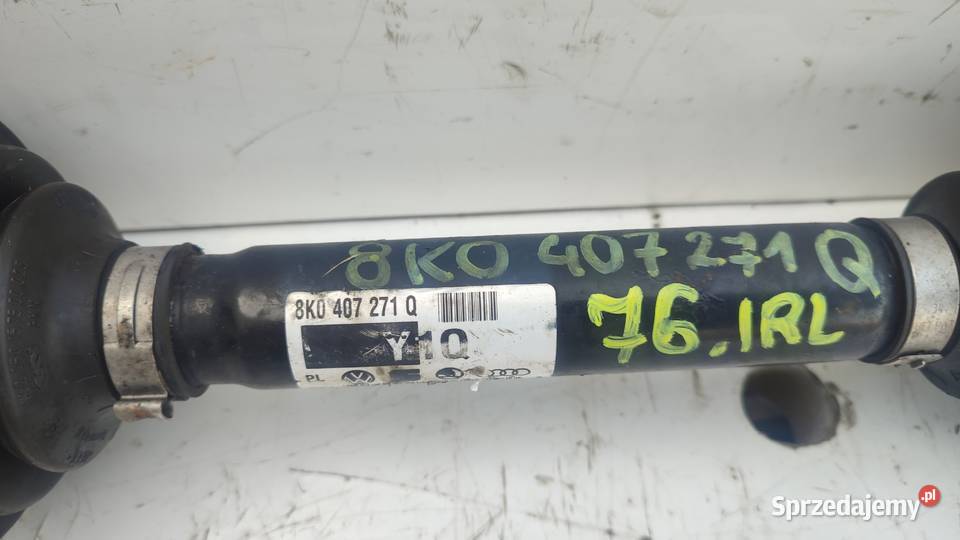 8K0 407 271 Q
76.IRL
8K0 407 271 Q
Y1Q
PL
Sprzedajemy.pl